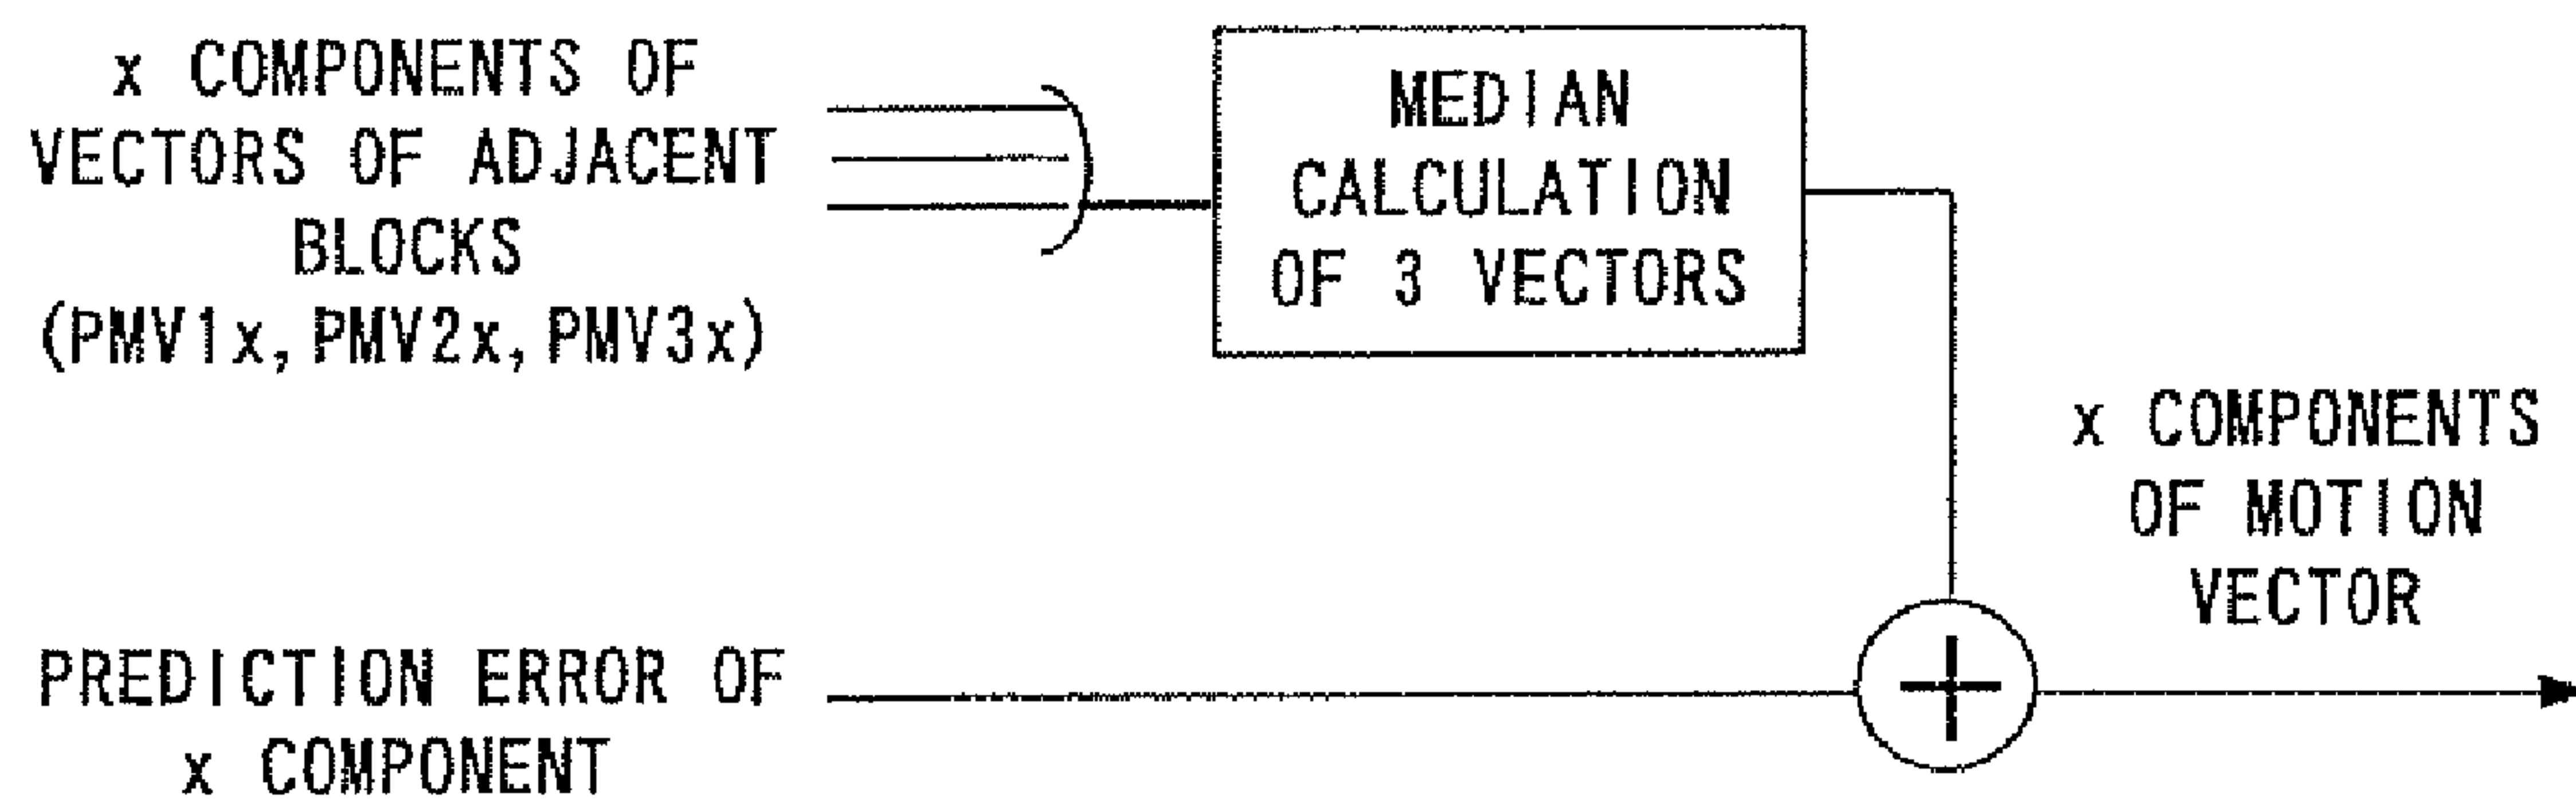 x COMPONENTS OF
VECTORS OF ADJACENT
BLOCKS
(PMV1x, PMV2x, PMV3x)
MEDIAN
CALCULATION
OF 3 VECTORS
x COMPONENTS
OF MOTION
VECTOR
PREDICTION ERROR OF
x COMPONENT
+